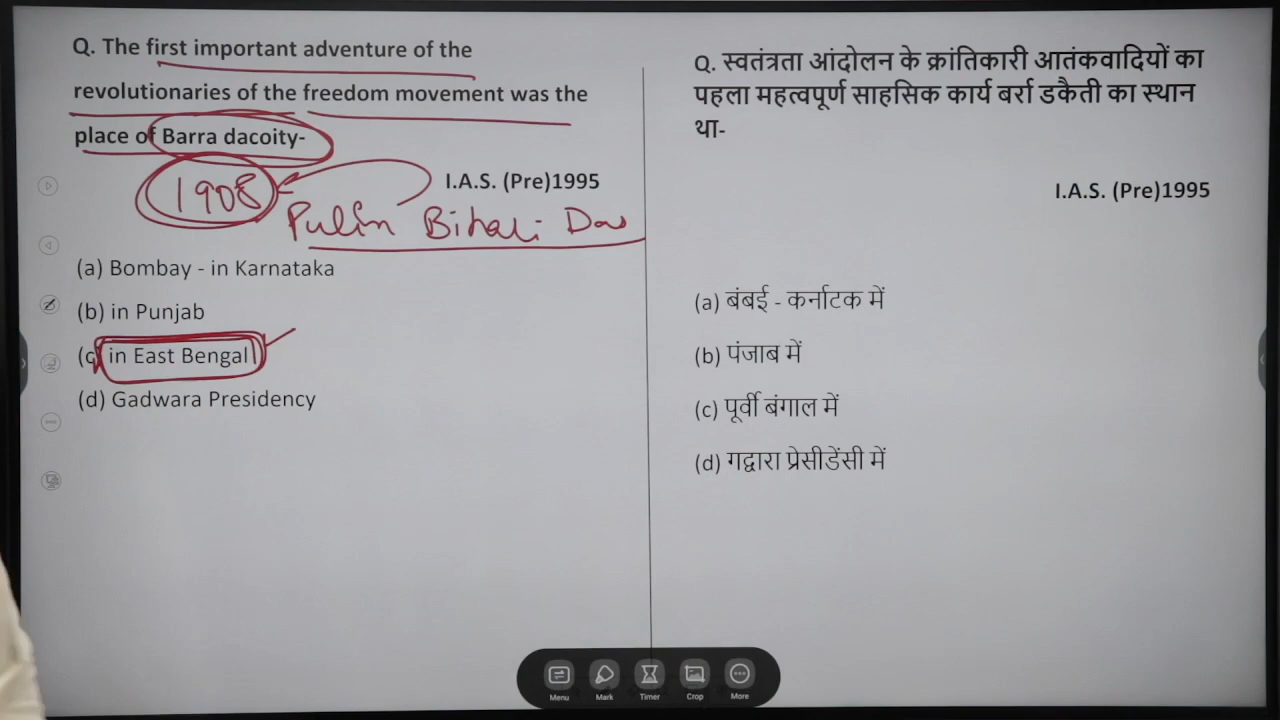 Q. The first important adventure of the
revolutionaries of the freedom movement was the
place of Barra dacoity-
1908
I.A.S. (Pre)1995
Pulin Bihari Das
(a) Bombay - in Karnataka
(b) in Punjab
(c) in East Bengal
(d) Gadwara Presidency
Q. स्वतंत्रता आंदोलन के क्रांतिकारी आतंकवादियों का
पहला महत्वपूर्ण साहसिक कार्य बर्रा डकैती का स्थान
था-
I.A.S. (Pre)1995
(a) बंबई - कर्नाटक में
(b) पंजाब में
(c) पूर्वी बंगाल में
(d) गद्वारा प्रेसीडेंसी में
Menu Mark Timer Crop More